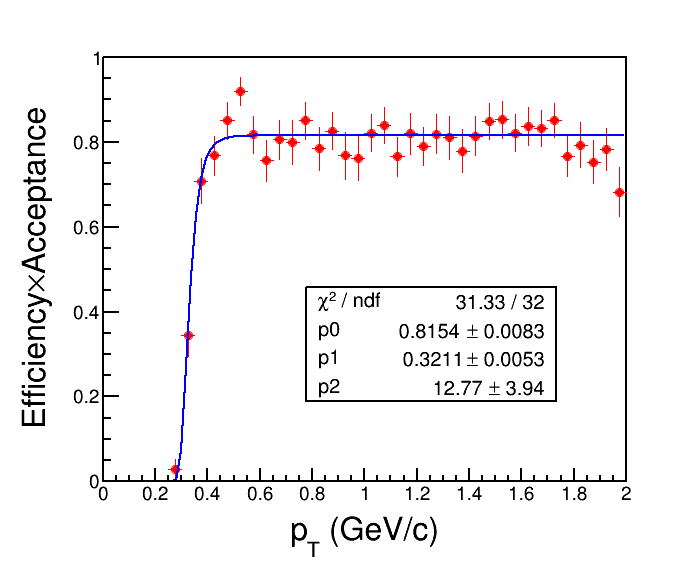 Efficiency×Acceptance
1
0.8
0.6
0.4
0.2
0
χ² / ndf 31.33 / 32
p0 0.8154 ± 0.0083
p1 0.3211 ± 0.0053
p2 12.77 ± 3.94
0 0.2 0.4 0.6 0.8 1 1.2 1.4 1.6 1.8 2
p_T (GeV/c)